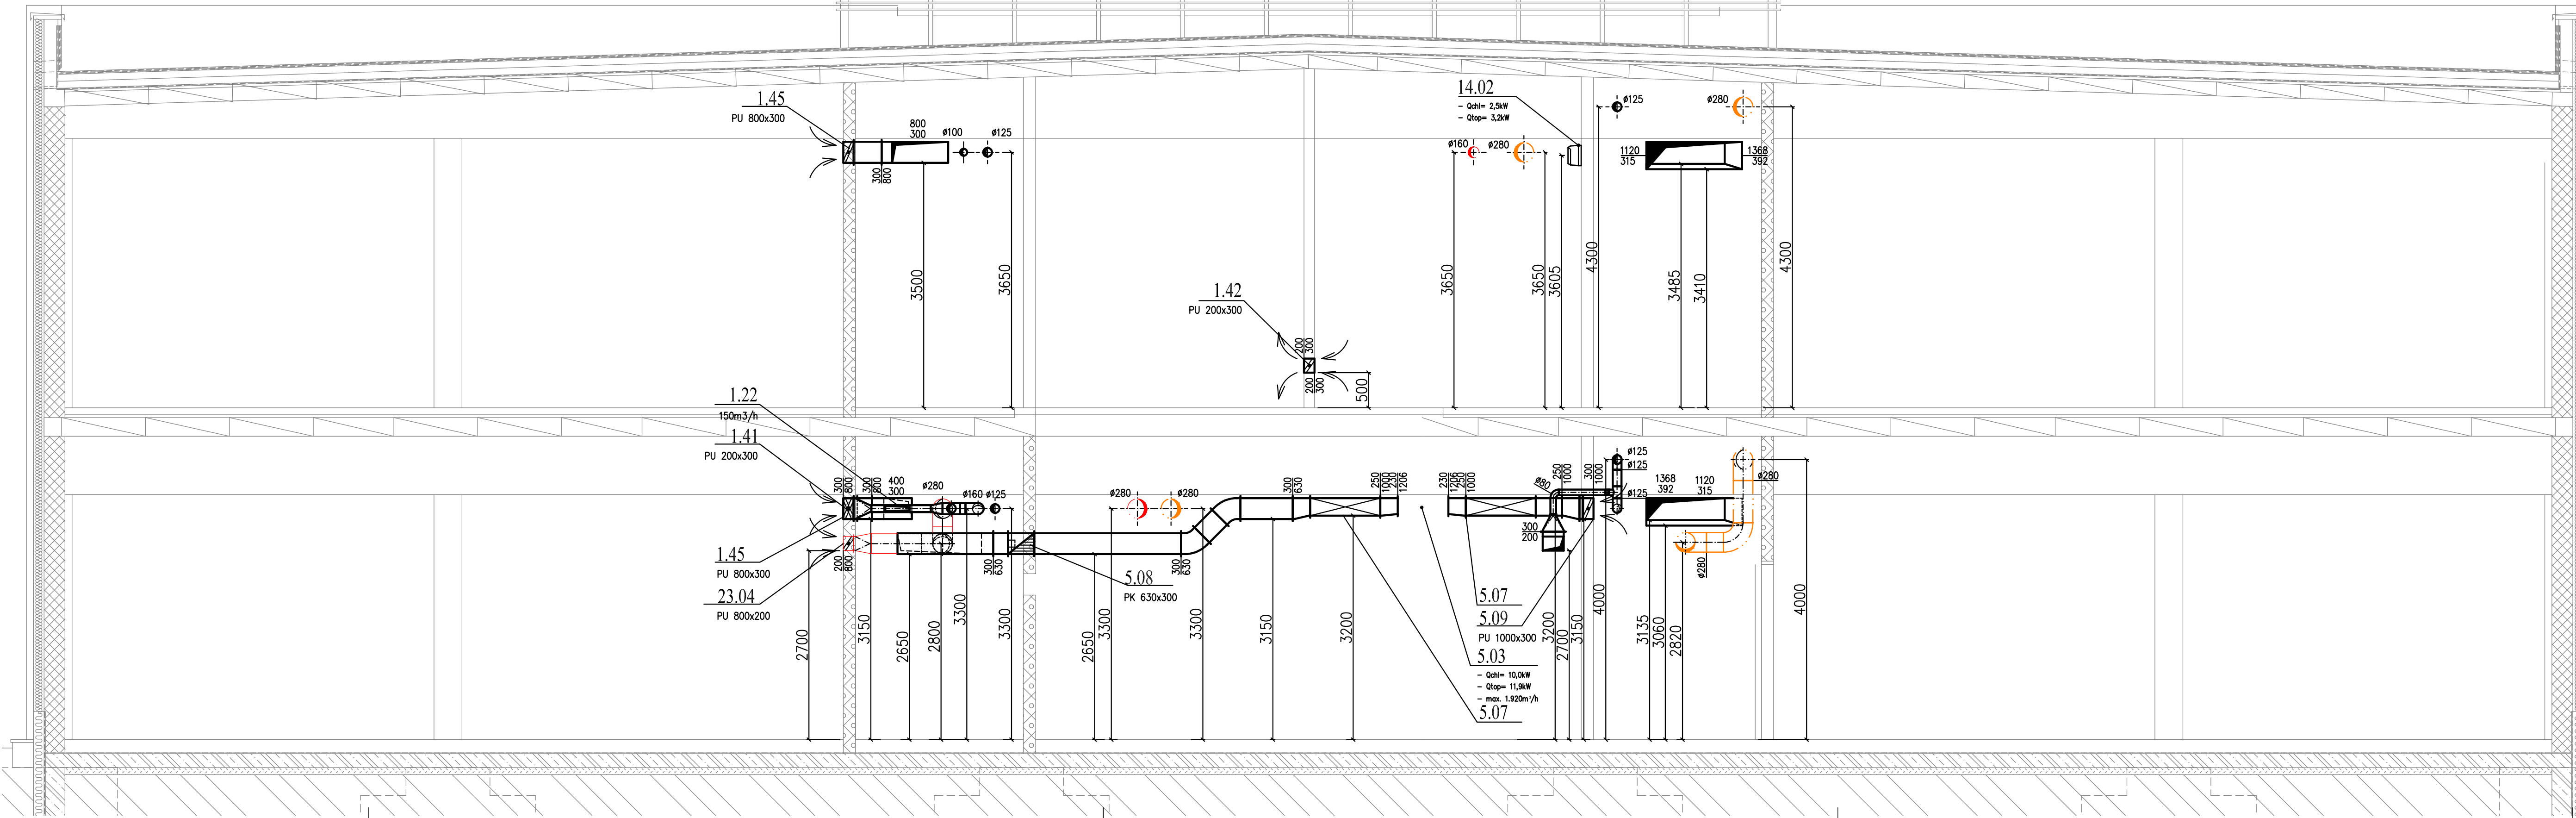 1.45
PU 800x300
800
300
ø100
ø125
300
800
3500
3650
14.02
- Qchl= 2,5kW
- Qtop= 3,2kW
ø160
ø280
3650
3650
3605
ø125
4300
ø280
1120
315
1368
392
3485
3410
4300
1.42
PU 200x300
200
300
200
300
500
1.22
150m3/h
1.41
PU 200x300
300
800
300
800
400
300
ø280
ø160
ø125
1.45
PU 800x300
23.04
PU 800x200
200
800
2700
3150
2650
2800
3300
300
630
3300
5.08
PK 630x300
2650
3300
300
630
3300
ø280
ø280
300
630
3150
3200
250
1000
230
1206
230
1206
250
1000
5.07
5.09
PU 1000x300
5.03
- Qchl= 10,0kW
- Qtop= 11,9kW
- max. 1.920m³/h
5.07
ø80
250
1000
300
1000
300
200
3200
2700
3150
4000
ø125
ø125
ø125
1368
392
1120
315
3135
3060
2820
ø280
ø280
4000